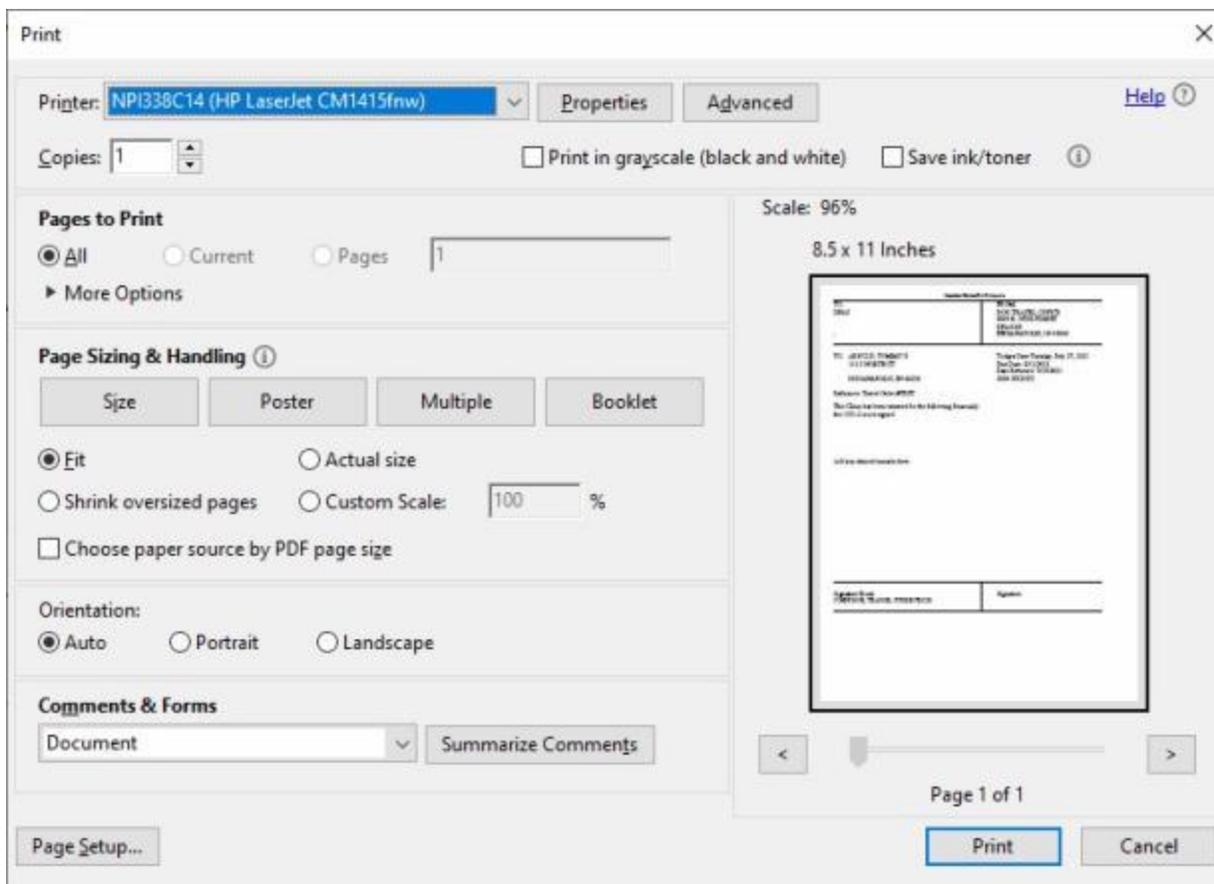 Print
Printer: NPI338C14 (HP LaserJet CM1415fnw) Properties Advanced Help
Copies: 1 Print in grayscale (black and white) Save ink/toner
Pages to Print
All Current Pages 1
More Options
Page Sizing & Handling
Size Poster Multiple Booklet
Fit Actual size
Shrink oversized pages Custom Scale: 100 %
Choose paper source by PDF page size
Orientation:
Auto Portrait Landscape
Comments & Forms
Document Summarize Comments
Page Setup...
Scale: 96%
8.5 x 11 Inches
< >
Page 1 of 1
Print Cancel